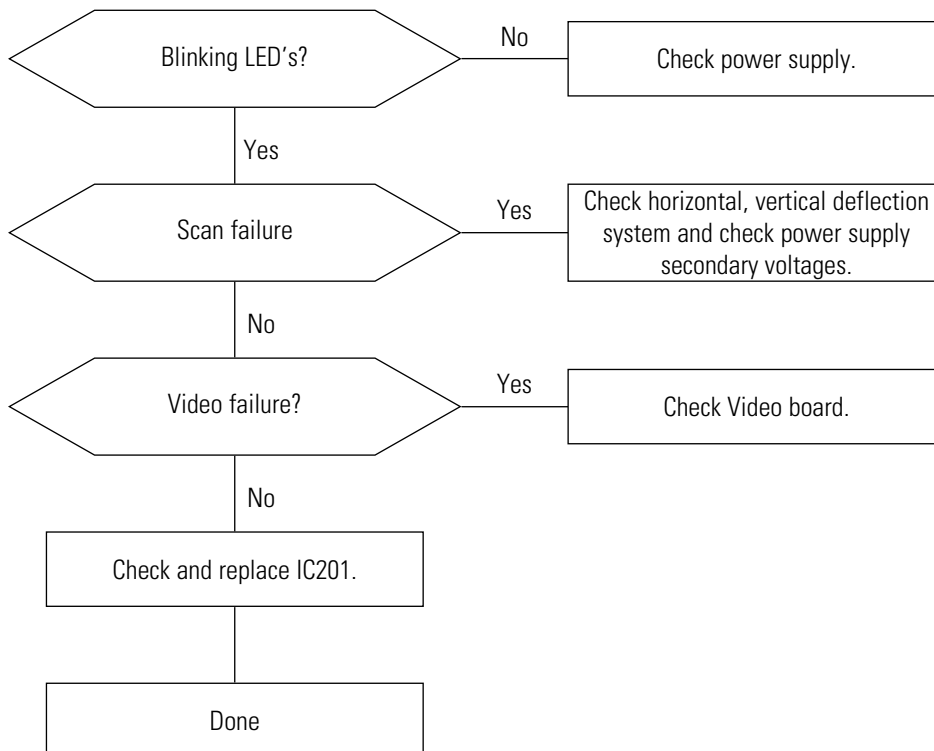 Blinking LED's?
No
Check power supply.
Yes
Scan failure
Yes
Check horizontal, vertical deflection
system and check power supply
secondary voltages.
No
Video failure?
Yes
Check Video board.
No
Check and replace IC201.
Done